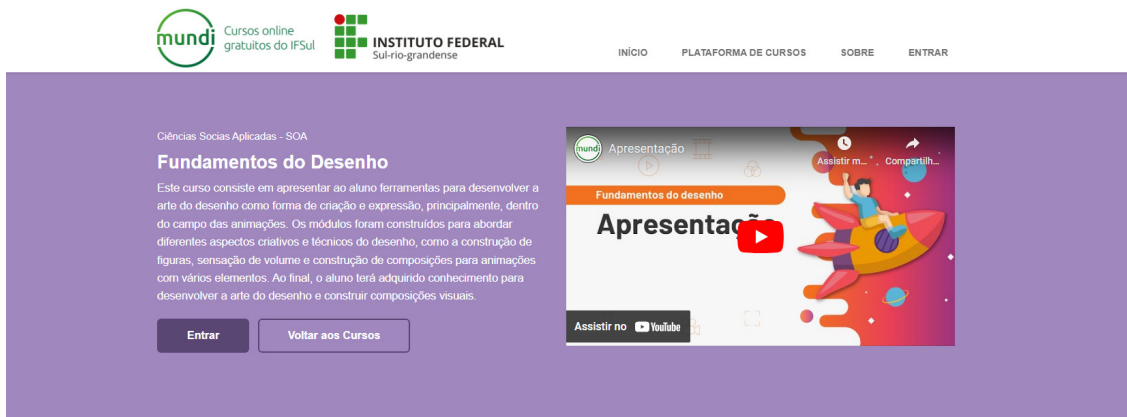 mundi
Cursos online
gratuitos do IFSul
INSTITUTO FEDERAL
Sul-rio-grandense
INÍCIO
PLATAFORMA DE CURSOS
SOBRE
ENTRAR
Ciências Socias Aplicadas - SOA
Fundamentos do Desenho
Este curso consiste em apresentar ao aluno ferramentas para desenvolver a
arte do desenho como forma de criação e expressão, principalmente, dentro
do campo das animações. Os módulos foram construídos para abordar
diferentes aspectos criativos e técnicos do desenho, como a construção de
figuras, sensação de volume e construção de composições para animações
com vários elementos. Ao final, o aluno terá adquirido conhecimento para
desenvolver a arte do desenho e construir composições visuais.
Entrar
Voltar aos Cursos
mundi
Apresentação
Assistir m...
Compartilh...
Fundamentos do desenho
Apresentação
Assistir no YouTube